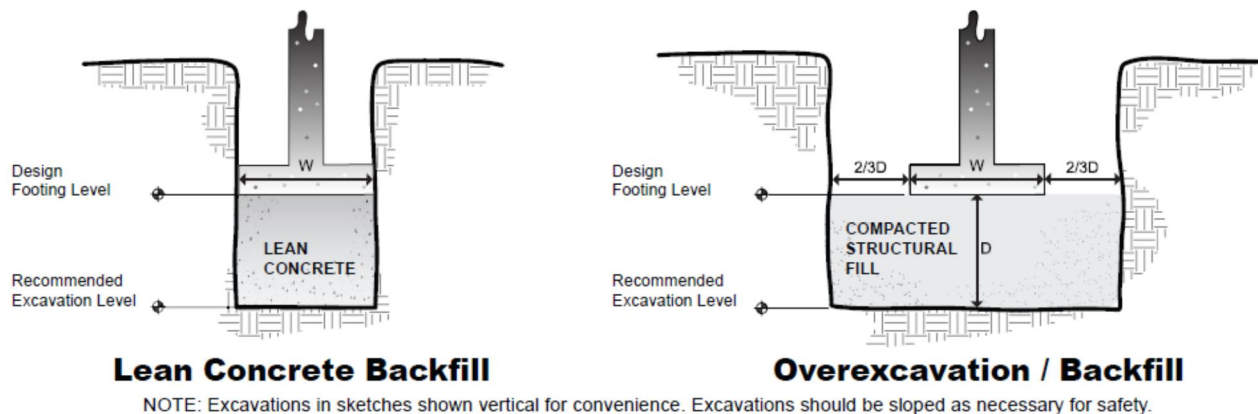 Design
Footing Level
W
LEAN
CONCRETE
Recommended
Excavation Level
Lean Concrete Backfill
Design
Footing Level
2/3D
W
2/3D
COMPACTED
STRUCTURAL
FILL
D
Recommended
Excavation Level
Overexcavation / Backfill
NOTE: Excavations in sketches shown vertical for convenience. Excavations should be sloped as necessary for safety.